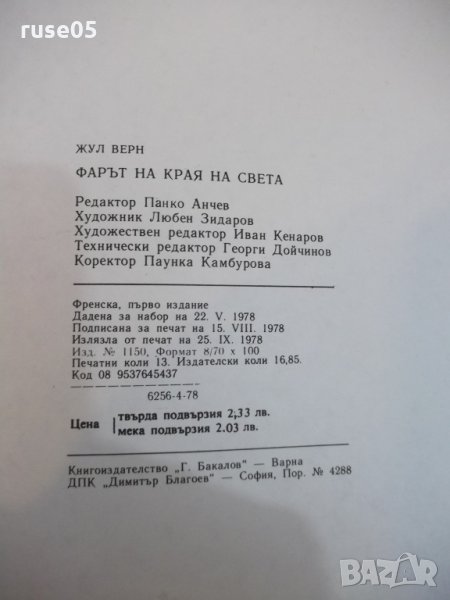 ruse05
ЖУЛ ВЕРН
ФАРЪТ НА КРАЯ НА СВЕТА
Редактор Панко Анчев
Художник Любен Зидаров
Художествен редактор Иван Кенаров
Технически редактор Георги Дойчинов
Коректор Паунка Камбурова
Френска, първо издание
Дадена за набор на 22. V. 1978
Подписана за печат на 15. VIII. 1978
Излязла от печат на 25. IX. 1978
Изд. № 1150, Формат 8/70 x 100
Печатни коли 13. Издателски коли 16,85.
Код 08 9537645437
6256-4-78
Цена твърда подвързия 2,33 лв.
мека подвързия 2.03 лв.
Книгоиздателство „Г. Бакалов" — Варна
ДПК „Димитър Благоев" — София, Пор. № 4288
BAZAR